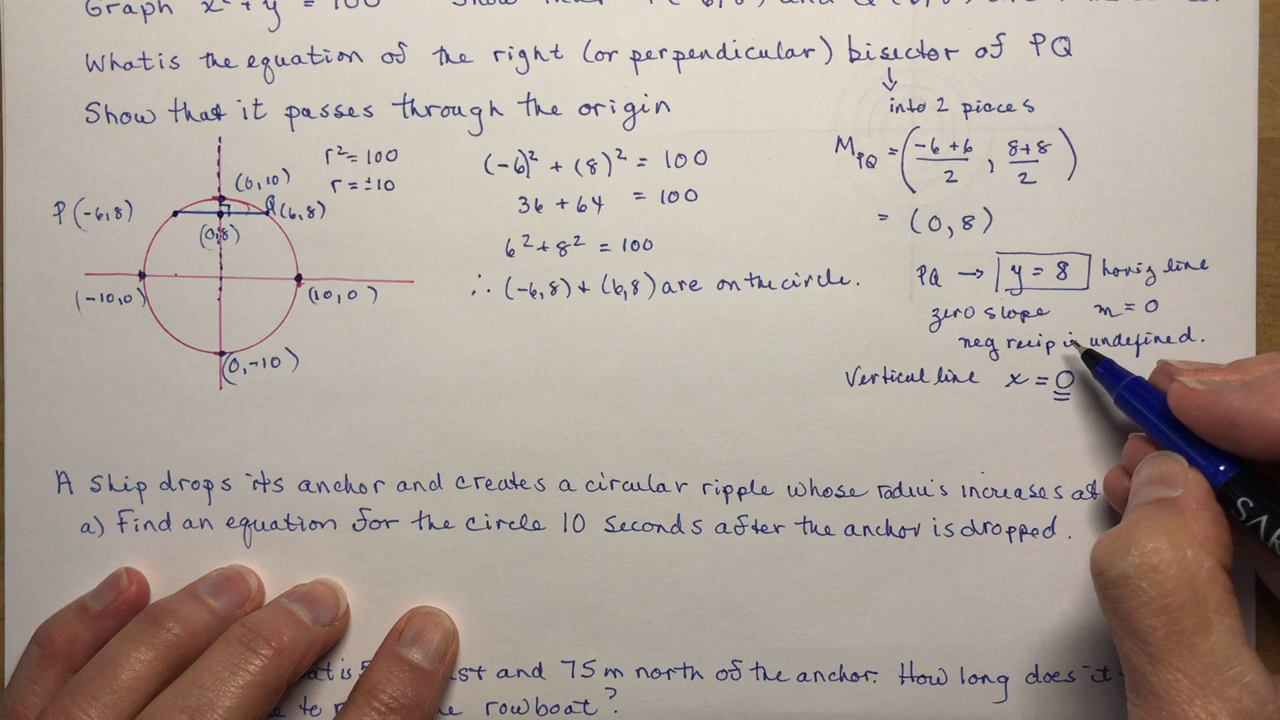 Graph x² + y² = 100
What is the equation of the right (or perpendicular) bisector of PQ
Show that it passes through the origin
into 2 pieces
r² = 100
r = ±10
(0,10)
P(-6,8)
Q(6,8)
(0,8)
(-10,0)
(10,0)
(0,-10)
(-6)² + (8)² = 100
36 + 64 = 100
6² + 8² = 100
∴ (-6,8) + (6,8) are on the circle.
M PQ = (-6+6/2, 8+8/2)
= (0,8)
PQ → y = 8 horiz line
zero slope m = 0
neg recip is undefined.
Vertical line x = 0
A ship drops its anchor and creates a circular ripple whose radius increases at
a) Find an equation for the circle 10 seconds after the anchor is dropped.
and 75 m north of the anchor. How long does it
rowboat?